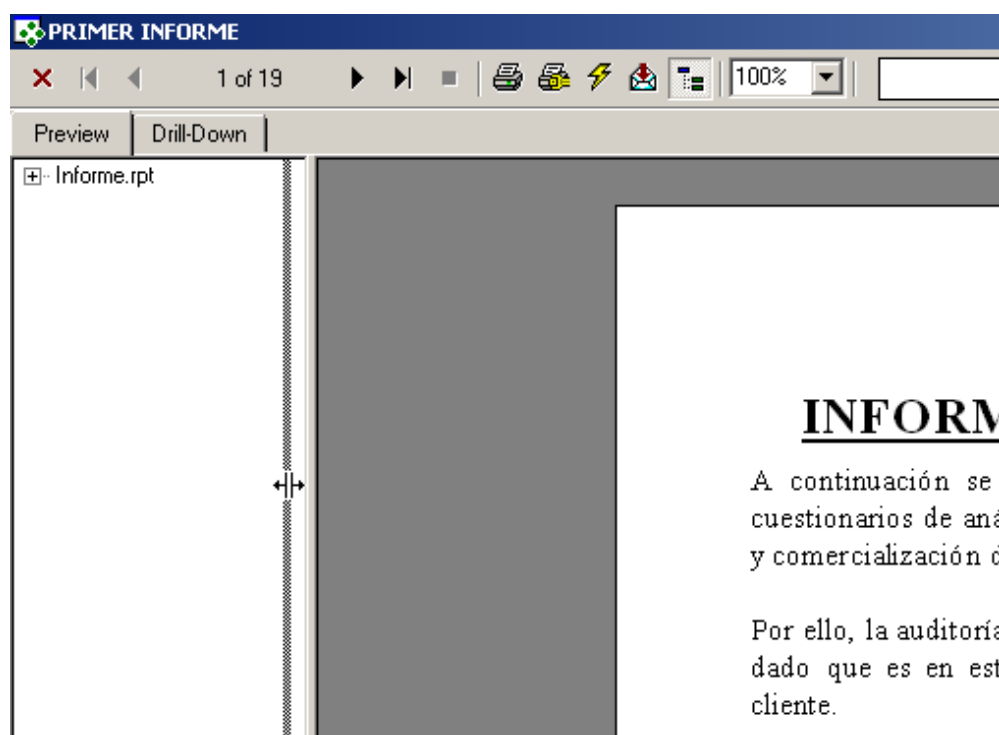 PRIMER INFORME
1 of 19
100%
Preview
Drill-Down
Informe.rpt
INFORM
A continuación se
cuestionarios de aná
y comercialización d
Por ello, la auditoría
dado que es en est
cliente.